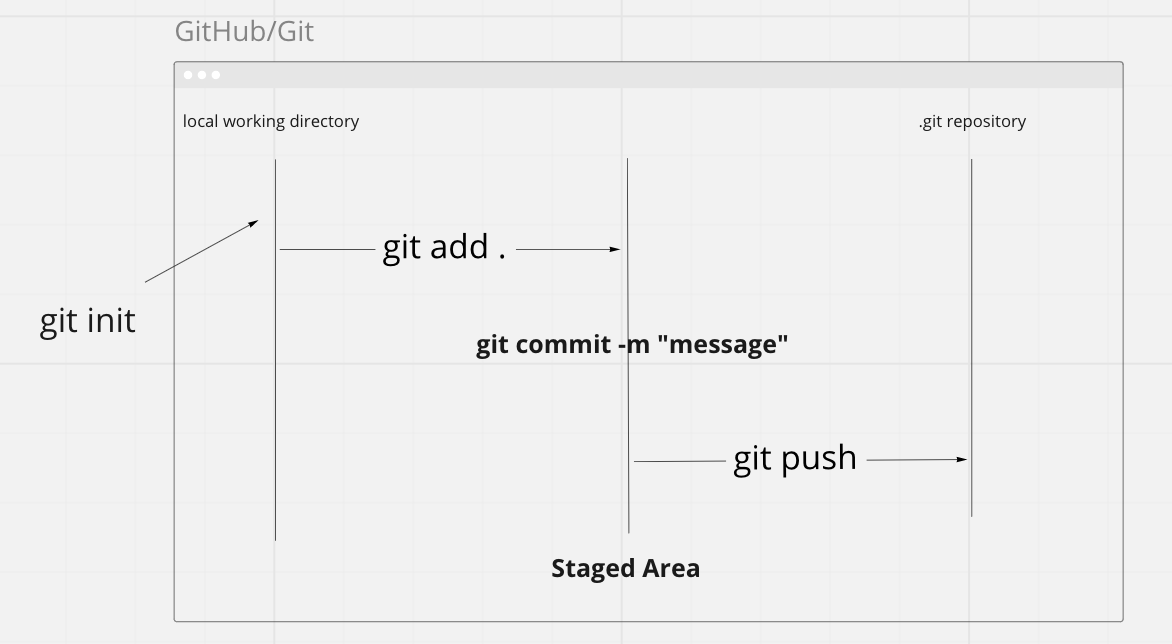 GitHub/Git
local working directory
.git repository
git add .
git init
git commit -m "message"
git push
Staged Area